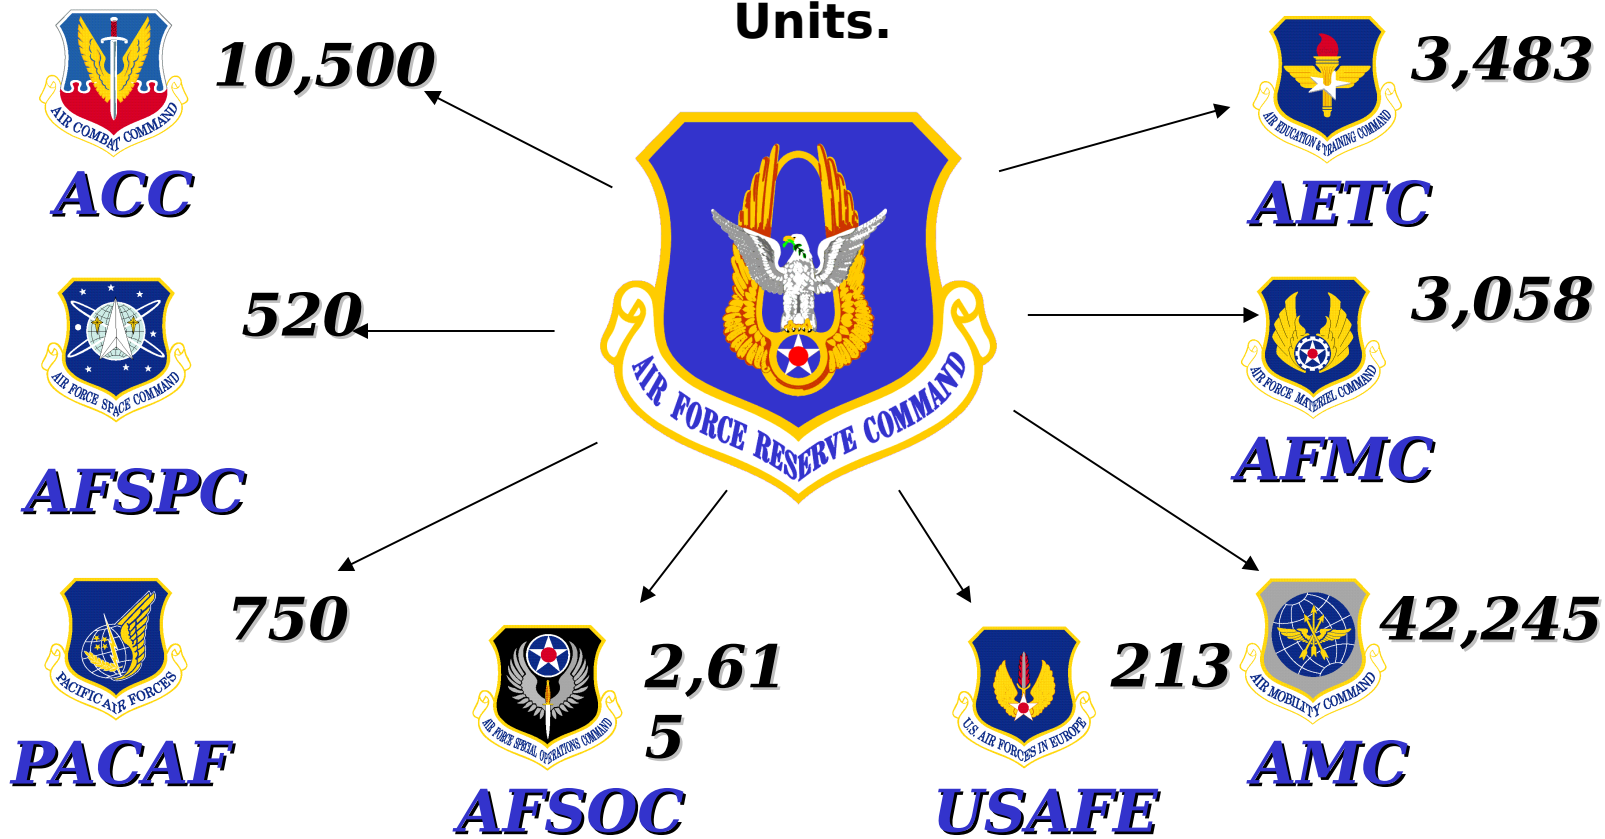 Units.
10,500
AIR COMBAT COMMAND
ACC
3,483
AIR EDUCATION & TRAINING COMMAND
AETC
520
AIR FORCE SPACE COMMAND
AFSPC
AIR FORCE RESERVE COMMAND
3,058
AIR FORCE MATERIEL COMMAND
AFMC
750
PACIFIC AIR FORCES
PACAF
2,61
5
AIR FORCE SPECIAL OPERATIONS COMMAND
AFSOC
213
U.S. AIR FORCES IN EUROPE
USAFE
42,245
AIR MOBILITY COMMAND
AMC